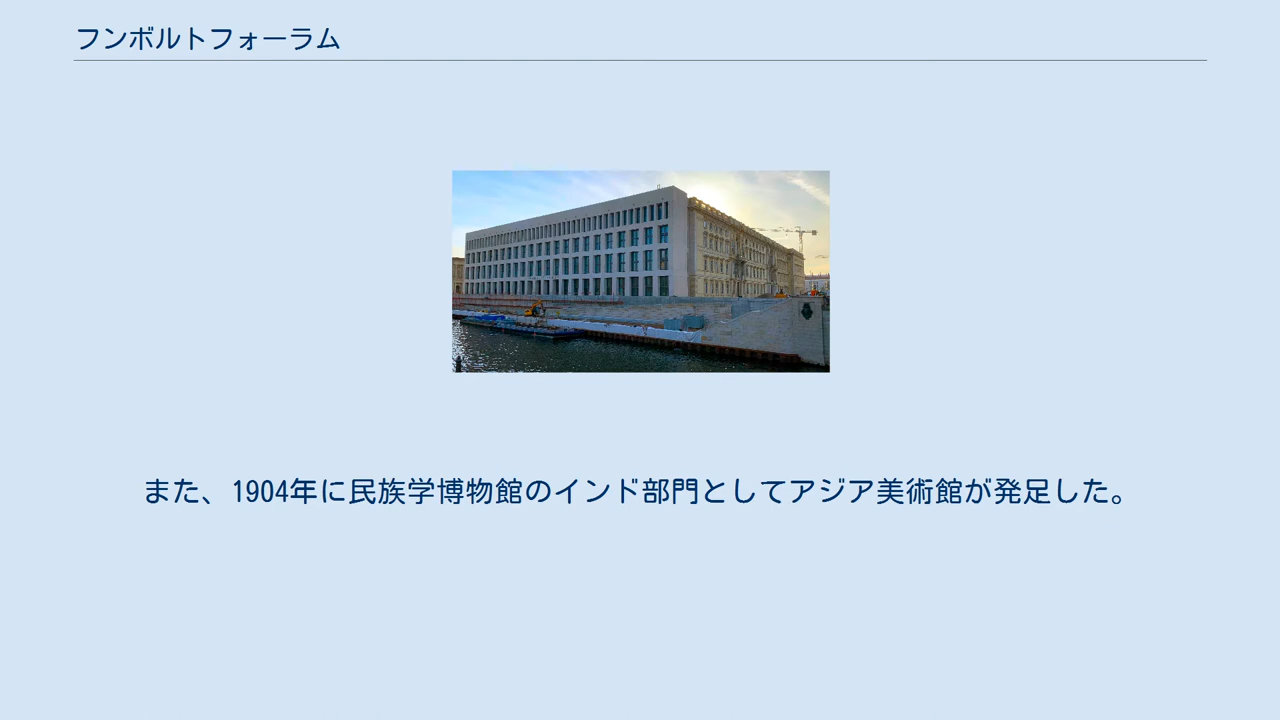 フンボルトフォーラム
また、1904年に民族学博物館のインド部門としてアジア美術館が発足した。